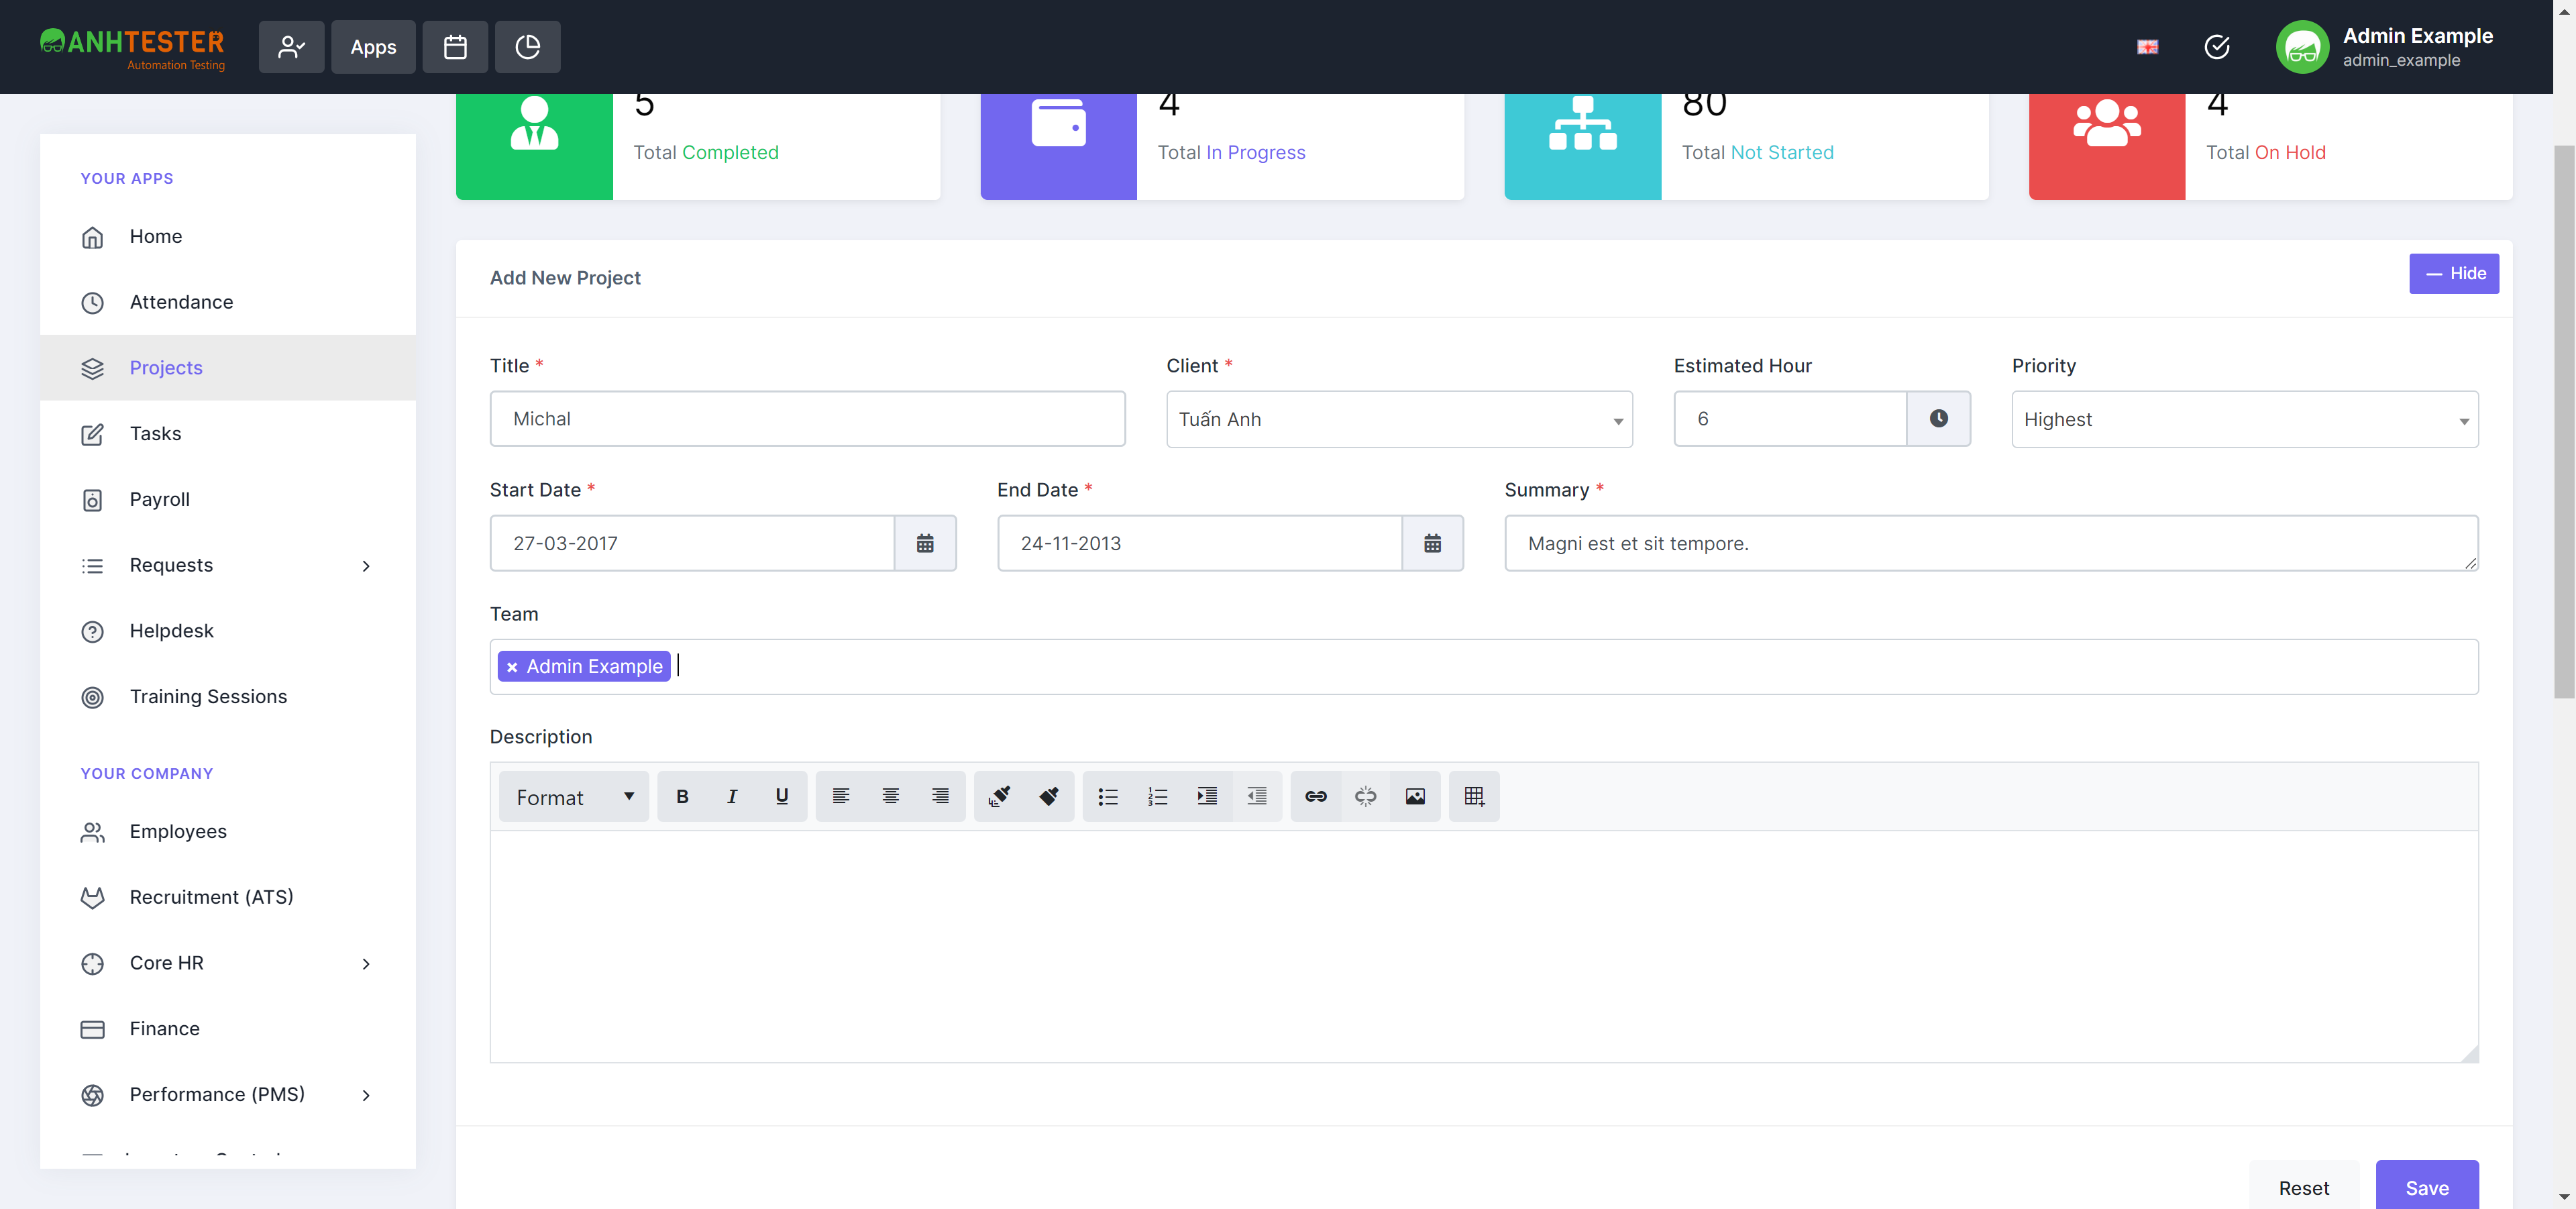 ANHTESTER
Automation Testing
Apps
Admin Example
admin_example
5
Total Completed
4
Total In Progress
80
Total Not Started
4
Total On Hold
YOUR APPS
Home
Attendance
Projects
Tasks
Payroll
Requests
Helpdesk
Training Sessions
YOUR COMPANY
Employees
Recruitment (ATS)
Core HR
Finance
Performance (PMS)
Add New Project
Hide
Title *
Client *
Estimated Hour
Priority
Michal
Tuấn Anh
6
Highest
Start Date *
End Date *
Summary *
27-03-2017
24-11-2013
Magni est et sit tempore.
Team
× Admin Example
Description
Format
B I U
Reset
Save